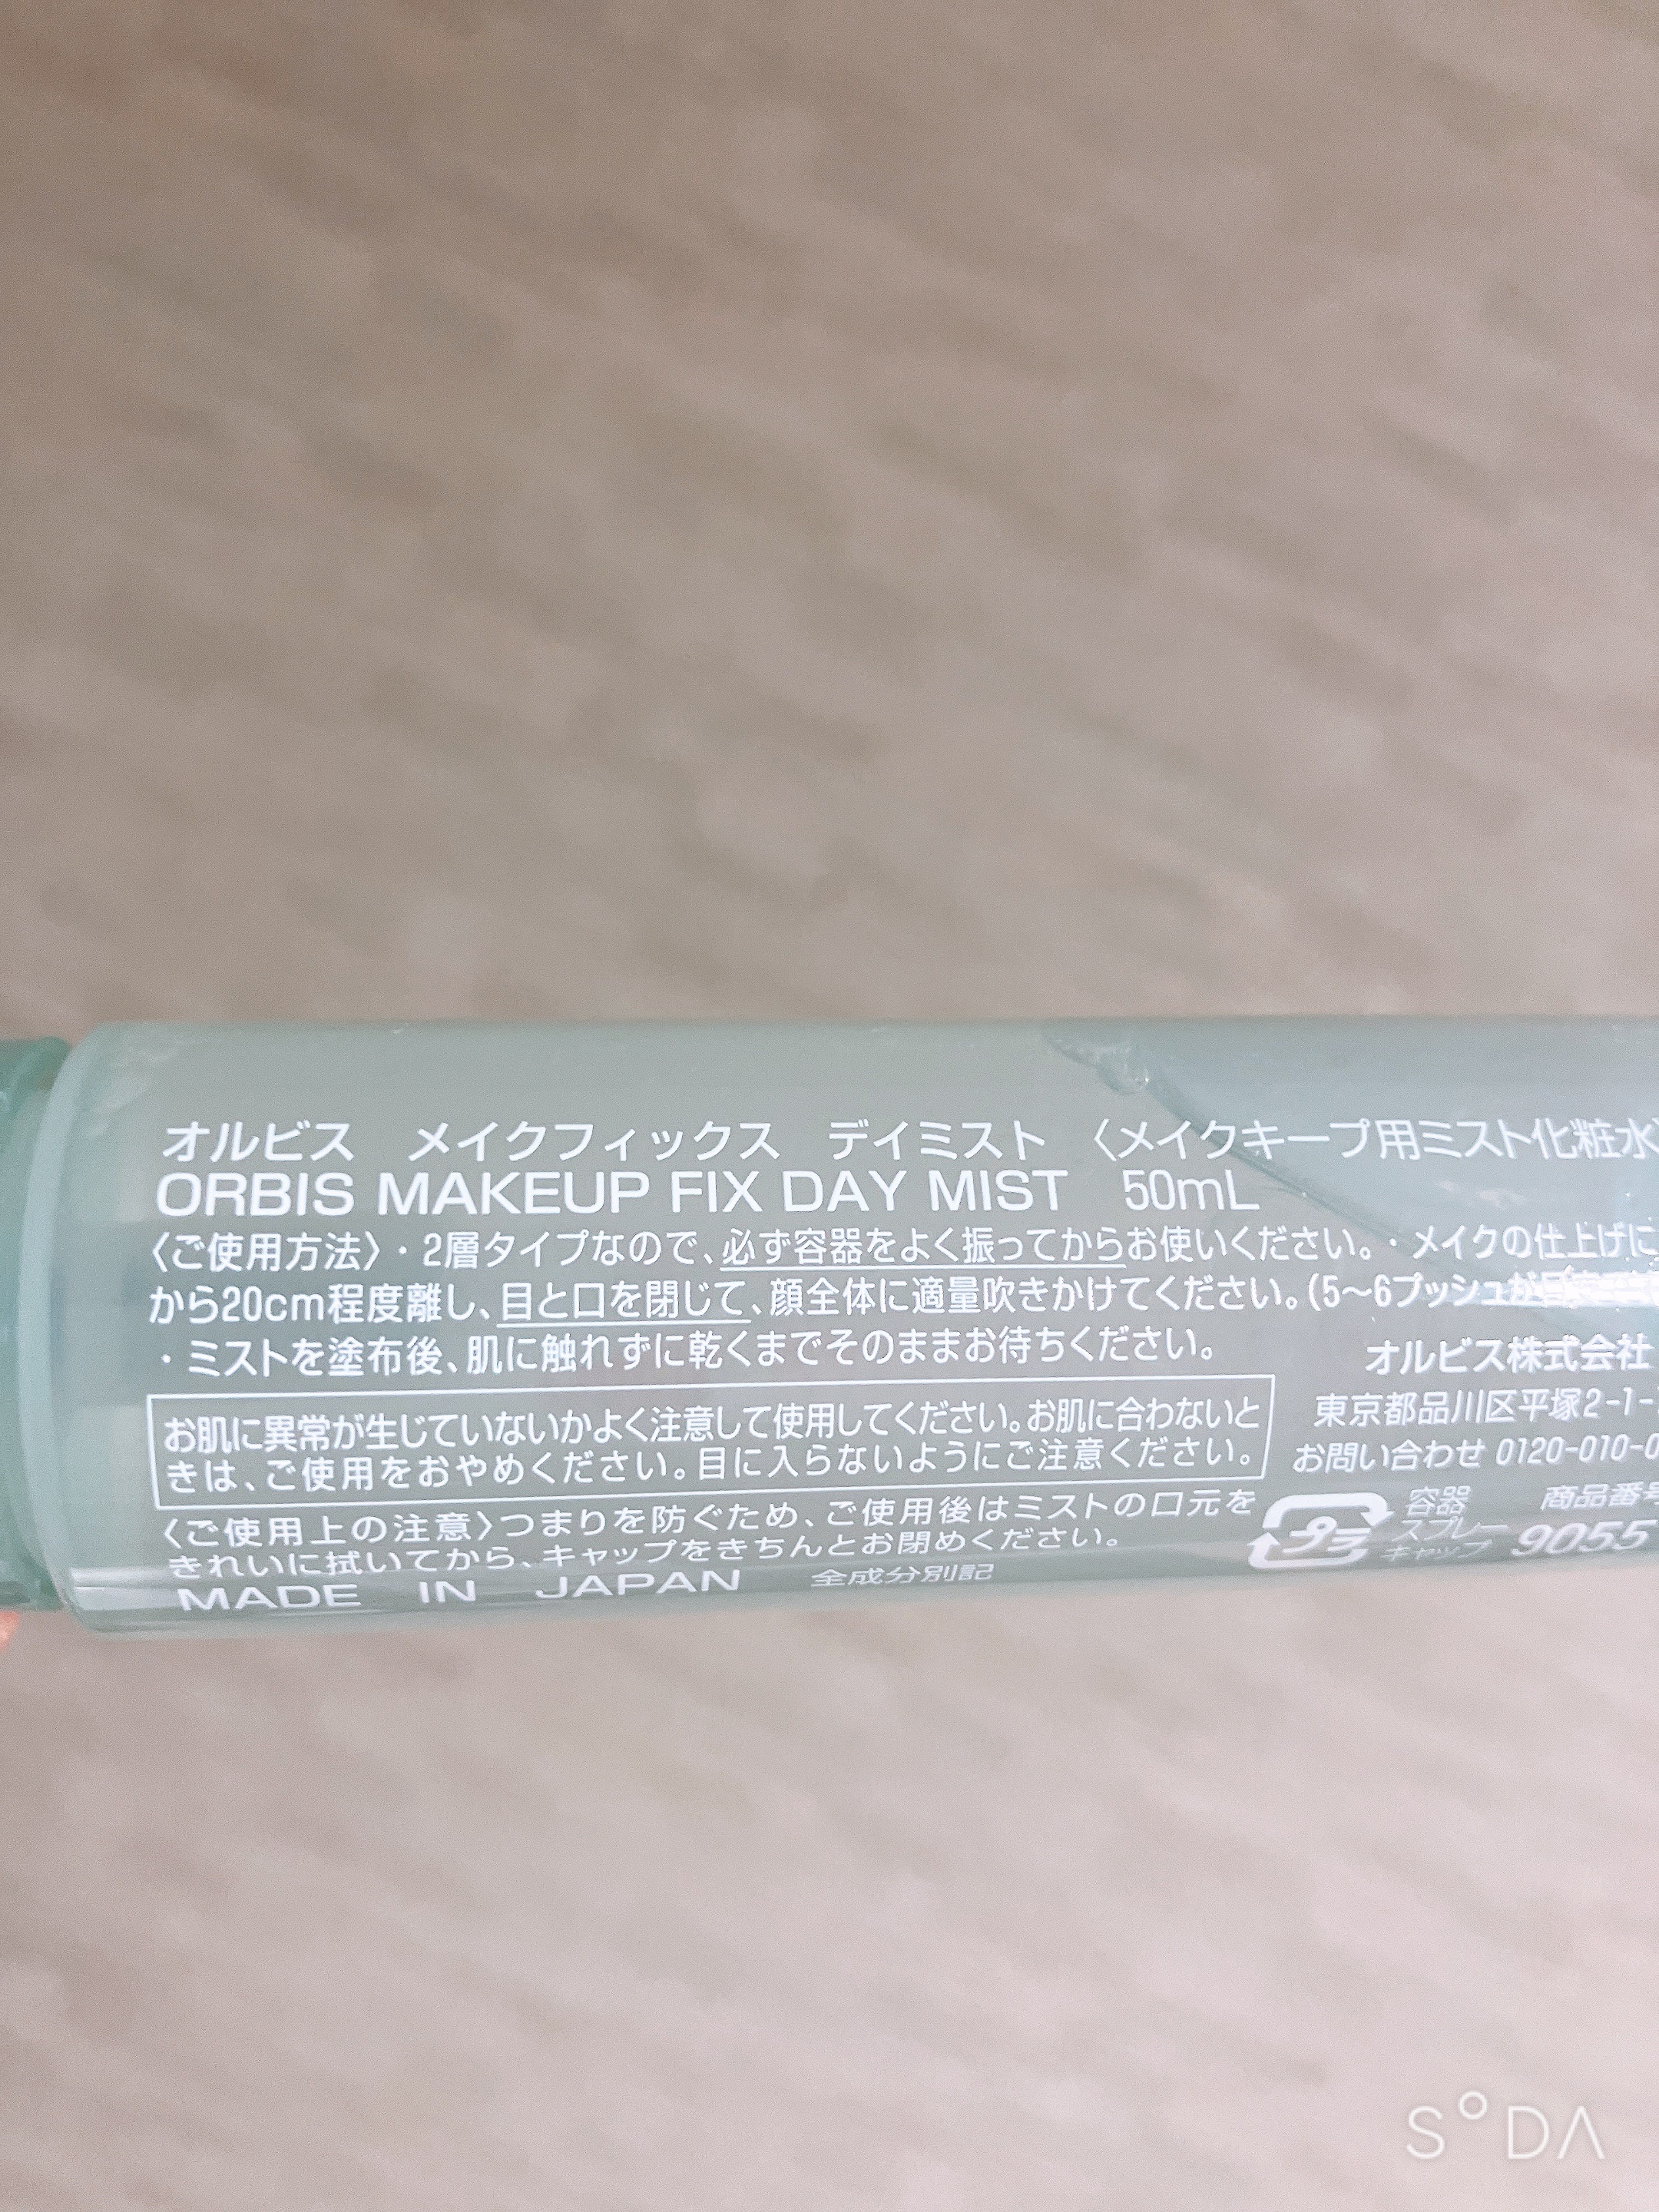 オルビス　メイクフィックス　デイミスト　〈メイクキープ用ミスト化粧水〉
ORBIS MAKEUP FIX DAY MIST　50mL
〈ご使用方法〉・2層タイプなので、必ず容器をよく振ってからお使いください。・メイクの仕上げに
から20cm程度離し、目と口を閉じて、顔全体に適量吹きかけてください。(5〜6プッシュが目安
・ミストを塗布後、肌に触れずに乾くまでそのままお待ちください。
オルビス株式会社
東京都品川区平塚2-1-
お問い合わせ 0120-010-0
お肌に異常が生じていないかよく注意して使用してください。お肌に合わないと
きは、ご使用をおやめください。目に入らないようにご注意ください。
〈ご使用上の注意〉つまりを防ぐため、ご使用後はミストの口元を
きれいに拭いてから、キャップをきちんとお閉めください。
MADE　IN　JAPAN　全成分別記
プラ
容器
スプレー
キャップ
商品番号
9055
SODA